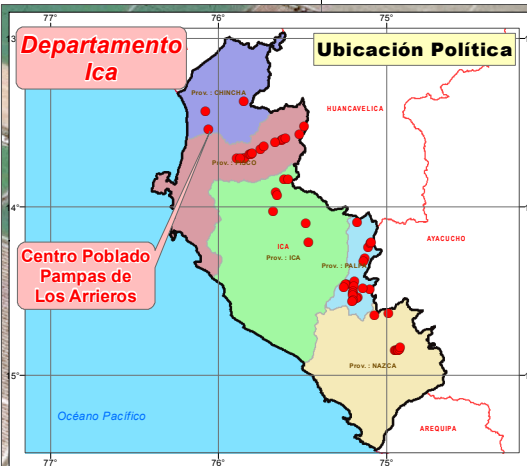 77°
76°
75°
Departamento
Ica
Ubicación Política
13°
Prov. : CHINCHA
HUANCAVELICA
Prov. : PISCO
14°
14°
Centro Poblado
Pampas de
Los Arrieros
ICA
Prov. : ICA
AYACUCHO
Prov. : PALPA
15°
Prov. : NAZCA
Océano Pacífico
AREQUIPA
77°
76°
75°